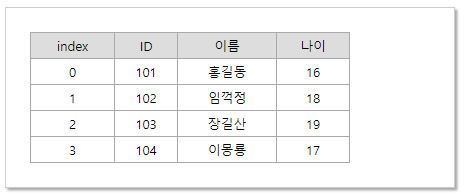 index ID 이름 나이
0 101 홍길동 16
1 102 임꺽정 18
2 103 장길산 19
3 104 이몽룡 17